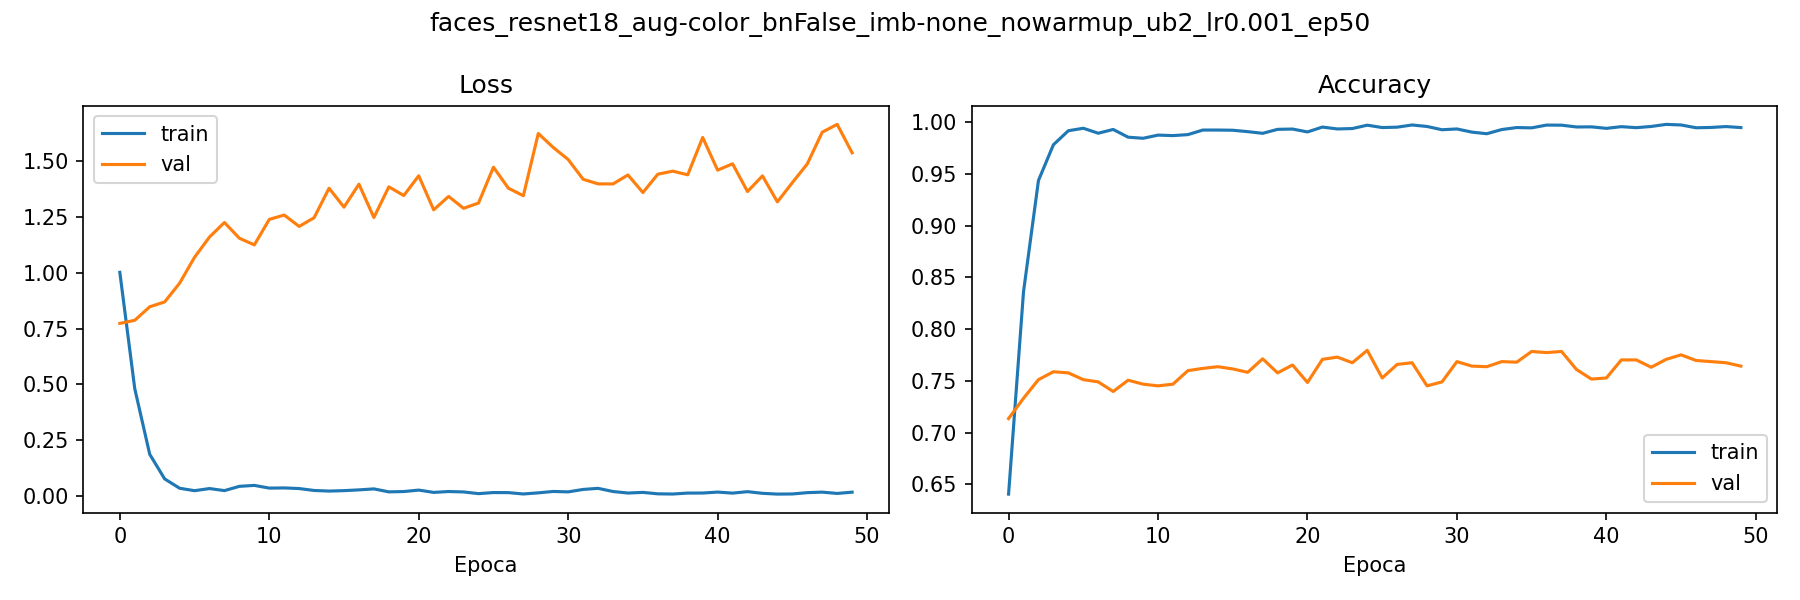 faces_resnet18_aug-color_bnFalse_imb-none_nowarmup_ub2_lr0.001_ep50
Loss
train
val
1.50
1.25
1.00
0.75
0.50
0.25
0.00
0 10 20 30 40 50
Epoca
Accuracy
1.00
0.95
0.90
0.85
0.80
0.75
0.70
0.65
train
val
0 10 20 30 40 50
Epoca